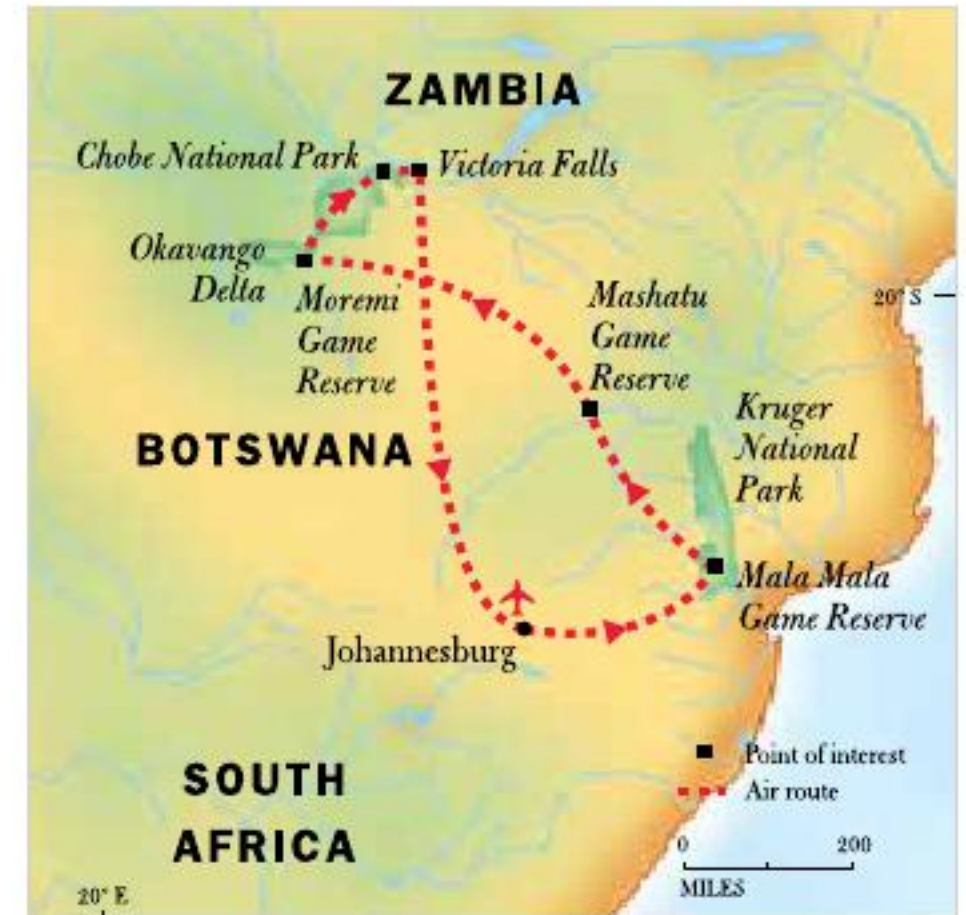 ZAMBIA
Chobe National Park
Victoria Falls
Okavango
Delta
Moremi
Game
Reserve
Mashatu
Game
Reserve
20° S
Kruger
National
Park
BOTSWANA
Mala Mala
Game Reserve
Johannesburg
Point of interest
Air route
SOUTH
AFRICA
0 200
MILES
20° E